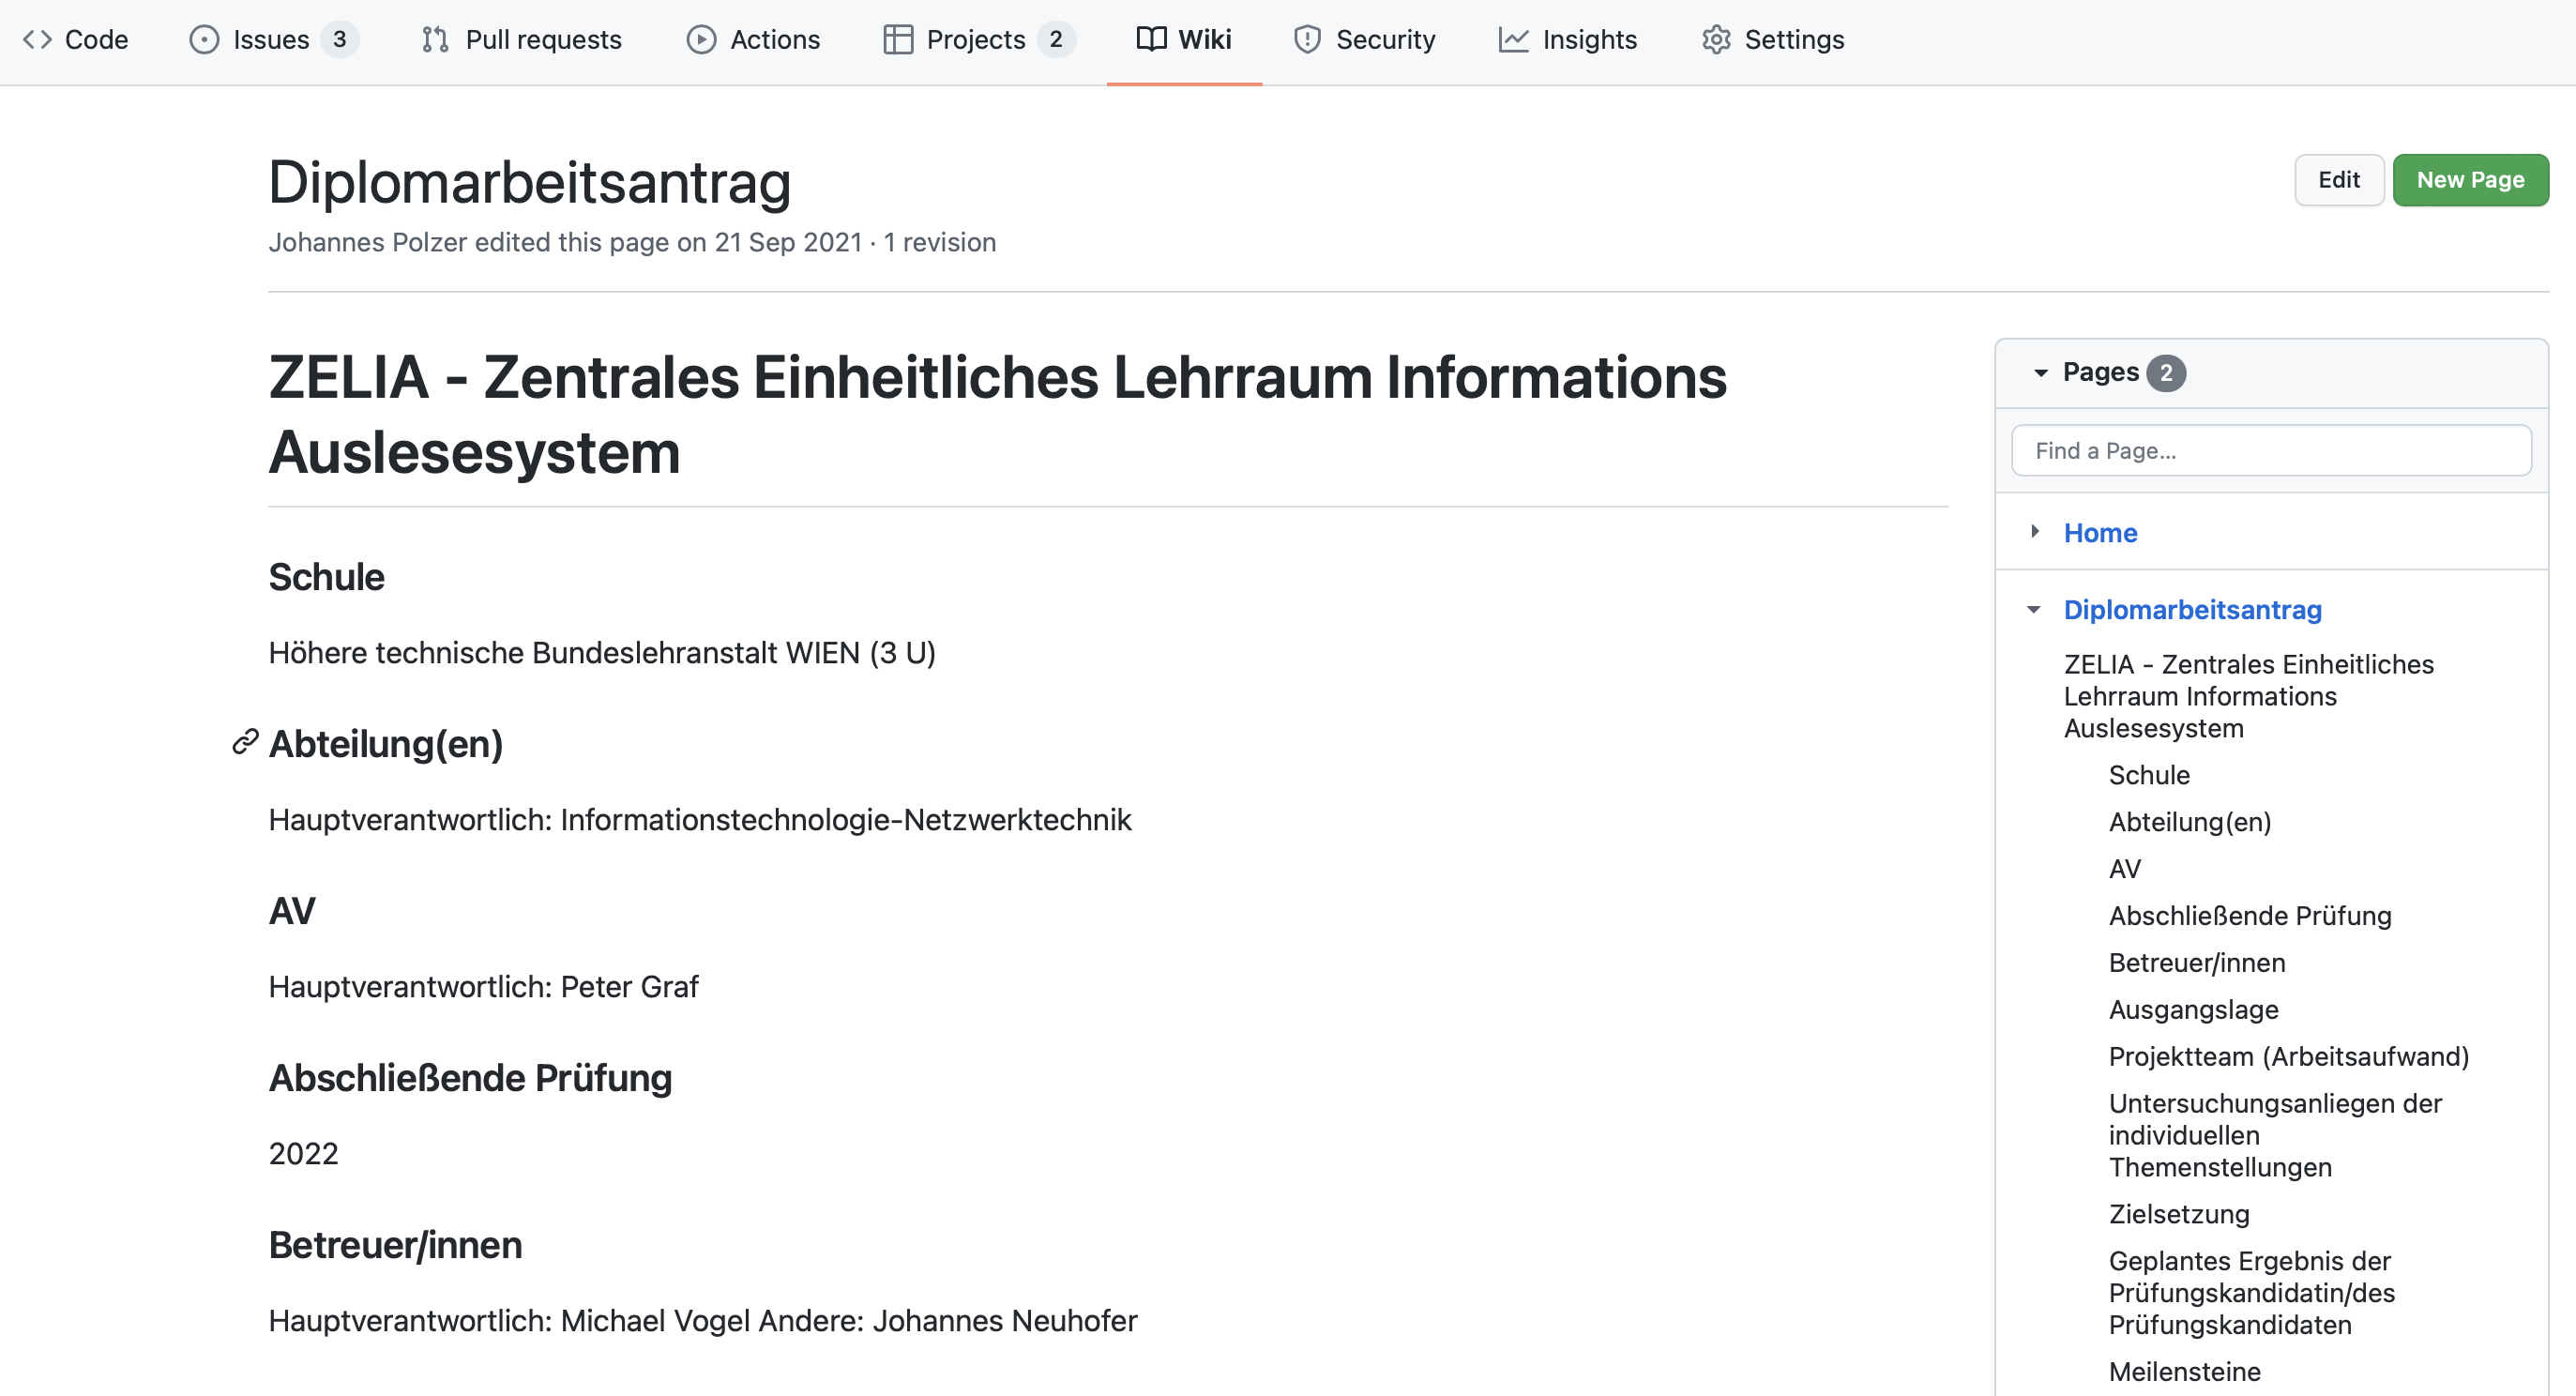 Code Issues 3 Pull requests Actions Projects 2 Wiki Security Insights Settings
Diplomarbeitsantrag
Edit New Page
Johannes Polzer edited this page on 21 Sep 2021 · 1 revision
ZELIA - Zentrales Einheitliches Lehrraum Informations
Auslesesystem
Schule
Höhere technische Bundeslehranstalt WIEN (3 U)
Abteilung(en)
Hauptverantwortlich: Informationstechnologie-Netzwerktechnik
AV
Hauptverantwortlich: Peter Graf
Abschließende Prüfung
2022
Betreuer/innen
Hauptverantwortlich: Michael Vogel Andere: Johannes Neuhofer
Pages 2
Find a Page...
Home
Diplomarbeitsantrag
ZELIA - Zentrales Einheitliches
Lehrraum Informations
Auslesesystem
Schule
Abteilung(en)
AV
Abschließende Prüfung
Betreuer/innen
Ausgangslage
Projektteam (Arbeitsaufwand)
Untersuchungsanliegen der
individuellen
Themenstellungen
Zielsetzung
Geplantes Ergebnis der
Prüfungskandidatin/des
Prüfungskandidaten
Meilensteine